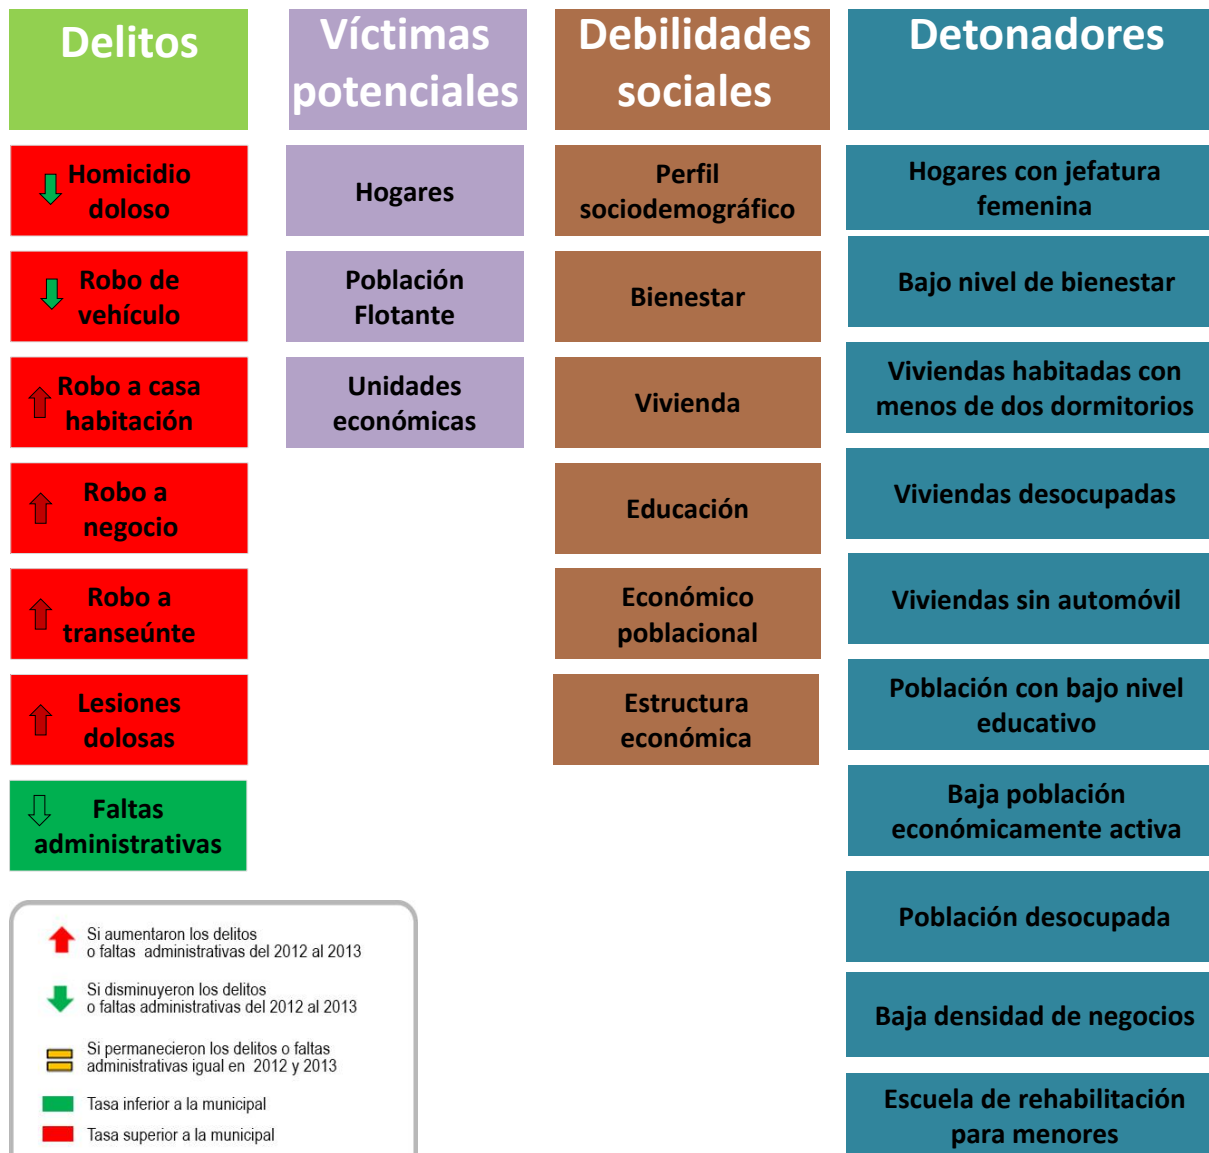 Delitos
Homicidio
doloso
Robo de
vehículo
Robo a casa
habitación
Robo a
negocio
Robo a
transeúnte
Lesiones
dolosas
Faltas
administrativas
Víctimas
potenciales
Hogares
Población
Flotante
Unidades
económicas
Debilidades
sociales
Perfil
sociodemográfico
Bienestar
Vivienda
Educación
Económico
poblacional
Estructura
económica
Detonadores
Hogares con jefatura
femenina
Bajo nivel de bienestar
Viviendas habitadas con
menos de dos dormitorios
Viviendas desocupadas
Viviendas sin automóvil
Población con bajo nivel
educativo
Baja población
económicamente activa
Población desocupada
Baja densidad de negocios
Escuela de rehabilitación
para menores
Si aumentaron los delitos
o faltas administrativas del 2012 al 2013
Si disminuyeron los delitos
o faltas administrativas del 2012 al 2013
Si permanecieron los delitos o faltas
administrativas igual en 2012 y 2013
Tasa inferior a la municipal
Tasa superior a la municipal